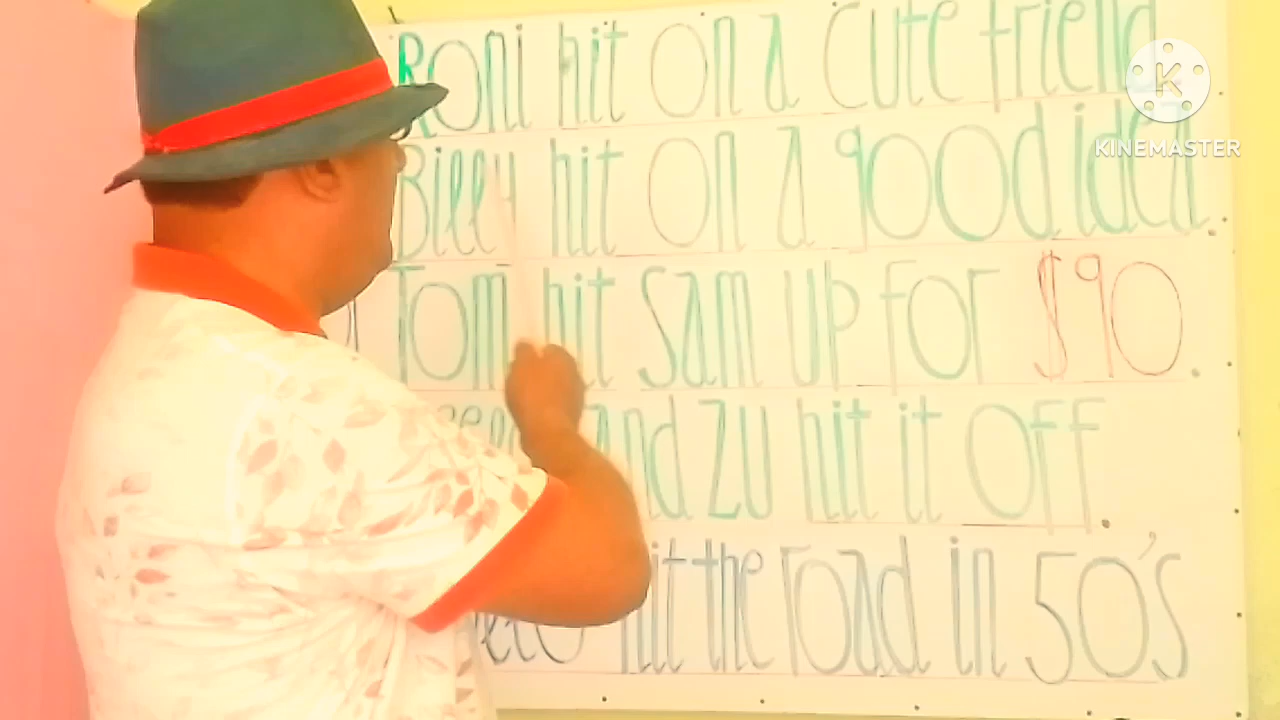 Roni hit on a cute friend
Billy hit on a good idea.
Tom hit Sam up for $90.
and Zu hit it off.
hit the road in 50's
KINEMASTER